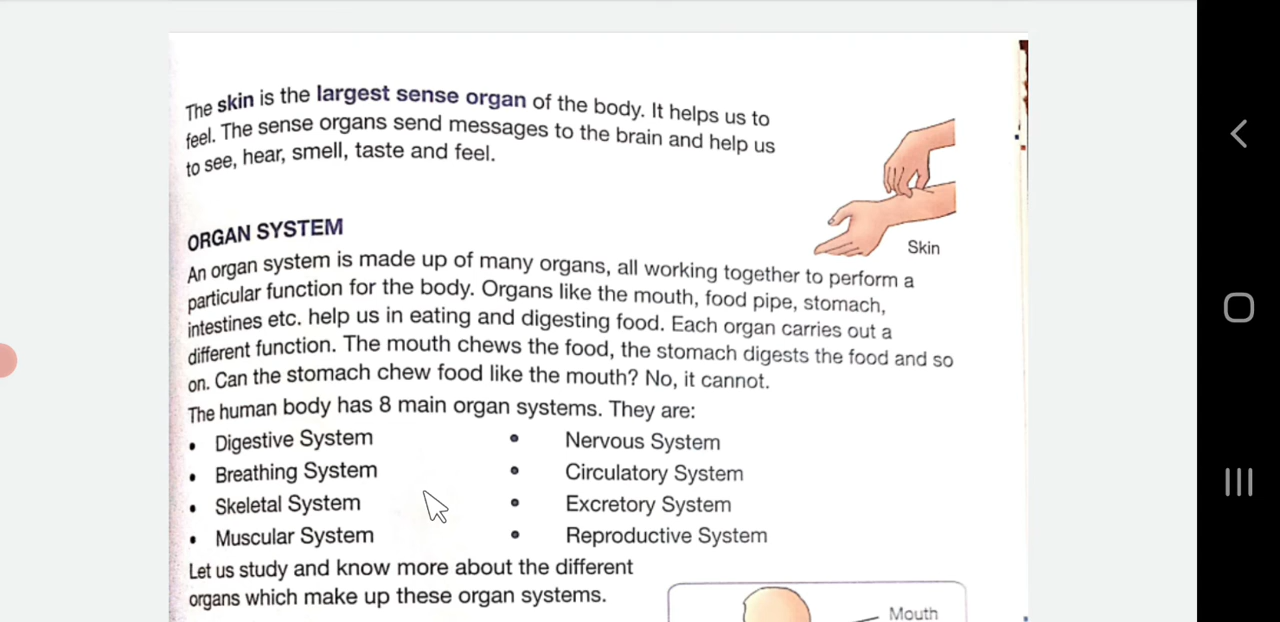 The skin is the largest sense organ of the body. It helps us to
feel. The sense organs send messages to the brain and help us
to see, hear, smell, taste and feel.
Skin
ORGAN SYSTEM
An organ system is made up of many organs, all working together to perform a
particular function for the body. Organs like the mouth, food pipe, stomach,
intestines etc. help us in eating and digesting food. Each organ carries out a
different function. The mouth chews the food, the stomach digests the food and so
on. Can the stomach chew food like the mouth? No, it cannot.
The human body has 8 main organ systems. They are:
• Digestive System • Nervous System
• Breathing System • Circulatory System
• Skeletal System • Excretory System
• Muscular System • Reproductive System
Let us study and know more about the different
organs which make up these organ systems.
Mouth